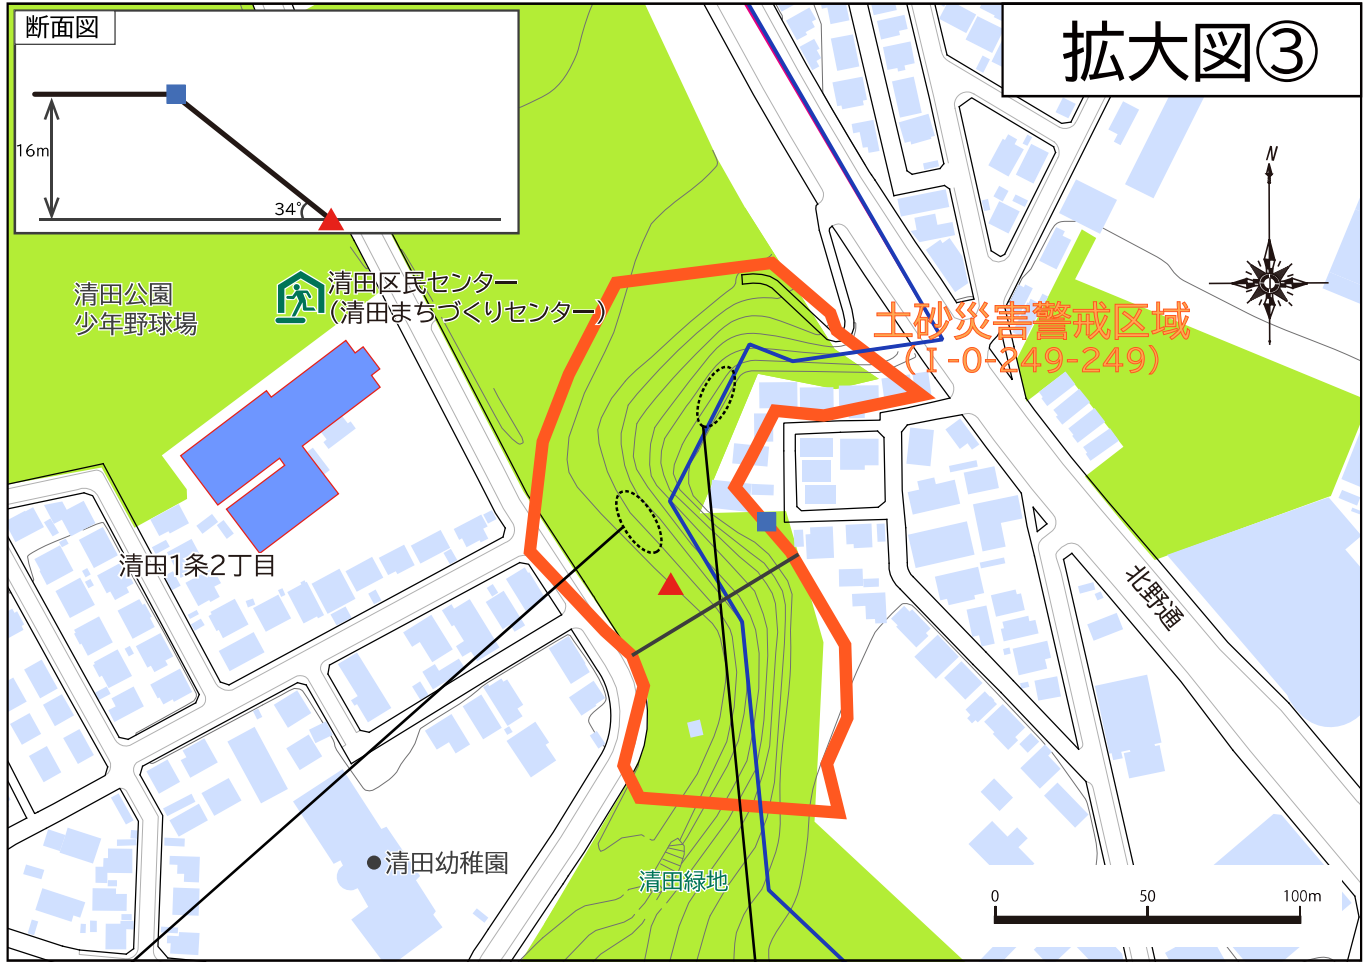 断面図
拡大図③
16m
34°
N
清田公園
少年野球場
清田区民センター
(清田まちづくりセンター)
土砂災害警戒区域
(Ⅰ-0-249-249)
清田1条2丁目
北野通
清田幼稚園
清田緑地
0 50 100m